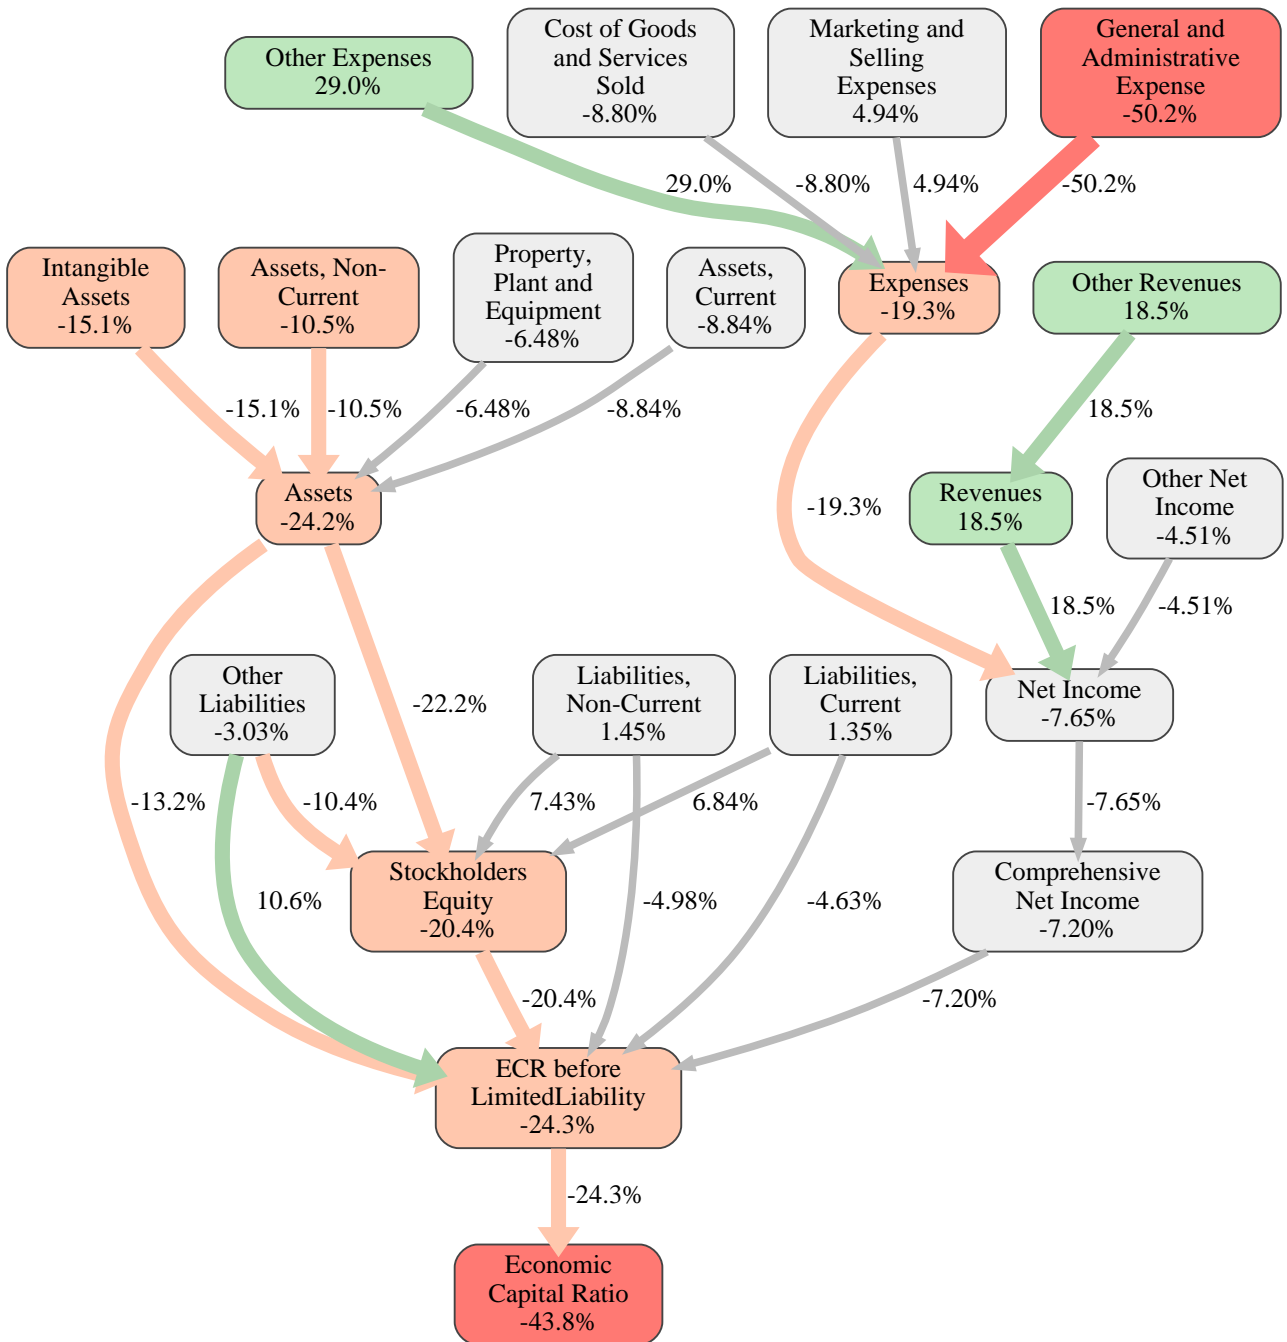 Other Expenses
29.0%
Cost of Goods
and Services
Sold
-8.80%
Marketing and
Selling
Expenses
4.94%
General and
Administrative
Expense
-50.2%
29.0%
-8.80%
4.94%
-50.2%
Intangible
Assets
-15.1%
Assets, Non-
Current
-10.5%
Property,
Plant and
Equipment
-6.48%
Assets,
Current
-8.84%
Expenses
-19.3%
Other Revenues
18.5%
-15.1%
-10.5%
-6.48%
-8.84%
18.5%
Assets
-24.2%
-19.3%
Revenues
18.5%
Other Net
Income
-4.51%
18.5%
-4.51%
Other
Liabilities
-3.03%
-22.2%
Liabilities,
Non-Current
1.45%
Liabilities,
Current
1.35%
Net Income
-7.65%
-13.2%
-10.4%
7.43%
6.84%
-7.65%
Stockholders
Equity
-20.4%
10.6%
-4.98%
-4.63%
Comprehensive
Net Income
-7.20%
-20.4%
-7.20%
ECR before
LimitedLiability
-24.3%
-24.3%
Economic
Capital Ratio
-43.8%